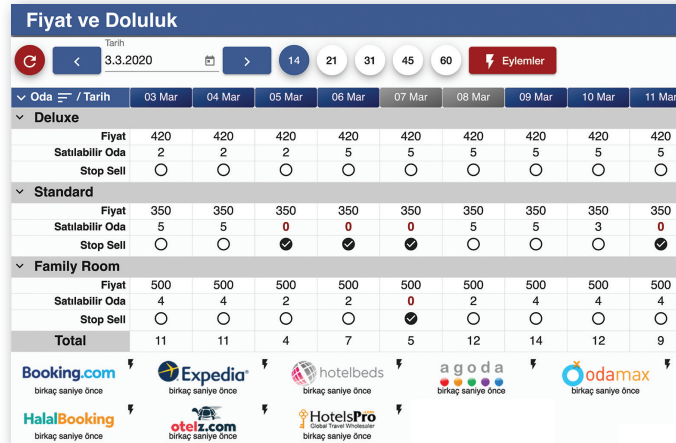 Fiyat ve Doluluk
Tarih
3.3.2020 14 21 31 45 60 Eylemler
Oda / Tarih 03 Mar 04 Mar 05 Mar 06 Mar 07 Mar 08 Mar 09 Mar 10 Mar 11 Mar
Deluxe
Fiyat 420 420 420 420 420 420 420 420 420
Satılabilir Oda 2 2 2 5 5 5 5 5 5
Stop Sell
Standard
Fiyat 350 350 350 350 350 350 350 350 350
Satılabilir Oda 5 5 0 0 0 5 5 3 0
Stop Sell
Family Room
Fiyat 500 500 500 500 500 500 500 500 500
Satılabilir Oda 4 4 2 2 0 2 4 4 4
Stop Sell
Total 11 11 4 7 5 12 14 12 9
Booking.com Expedia® hotelbeds agoda odamax
birkaç saniye önce birkaç saniye önce birkaç saniye önce birkaç saniye önce birkaç saniye önce
HalalBooking otelz.com HotelsPro
Global Travel Wholesaler
birkaç saniye önce birkaç saniye önce birkaç saniye önce